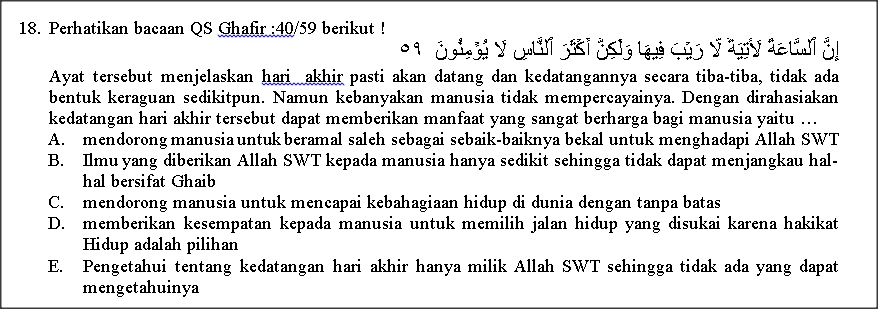 18. Perhatikan bacaan QS Ghafir :40/59 berikut !
إِنَّ ٱلسَّاعَةَ لَأٓتِيَةٞ لَّا رَيۡبَ فِيهَا وَلَٰكِنَّ أَكۡثَرَ ٱلنَّاسِ لَا يُؤۡمِنُونَ ٥٩
Ayat tersebut menjelaskan hari akhir pasti akan datang dan kedatangannya secara tiba-tiba, tidak ada
bentuk keraguan sedikitpun. Namun kebanyakan manusia tidak mempercayainya. Dengan dirahasiakan
kedatangan hari akhir tersebut dapat memberikan manfaat yang sangat berharga bagi manusia yaitu …
A. mendorong manusia untuk beramal saleh sebagai sebaik-baiknya bekal untuk menghadapi Allah SWT
B. Ilmu yang diberikan Allah SWT kepada manusia hanya sedikit sehingga tidak dapat menjangkau hal-
hal bersifat Ghaib
C. mendorong manusia untuk mencapai kebahagiaan hidup di dunia dengan tanpa batas
D. memberikan kesempatan kepada manusia untuk memilih jalan hidup yang disukai karena hakikat
Hidup adalah pilihan
E. Pengetahui tentang kedatangan hari akhir hanya milik Allah SWT sehingga tidak ada yang dapat
mengetahuinya